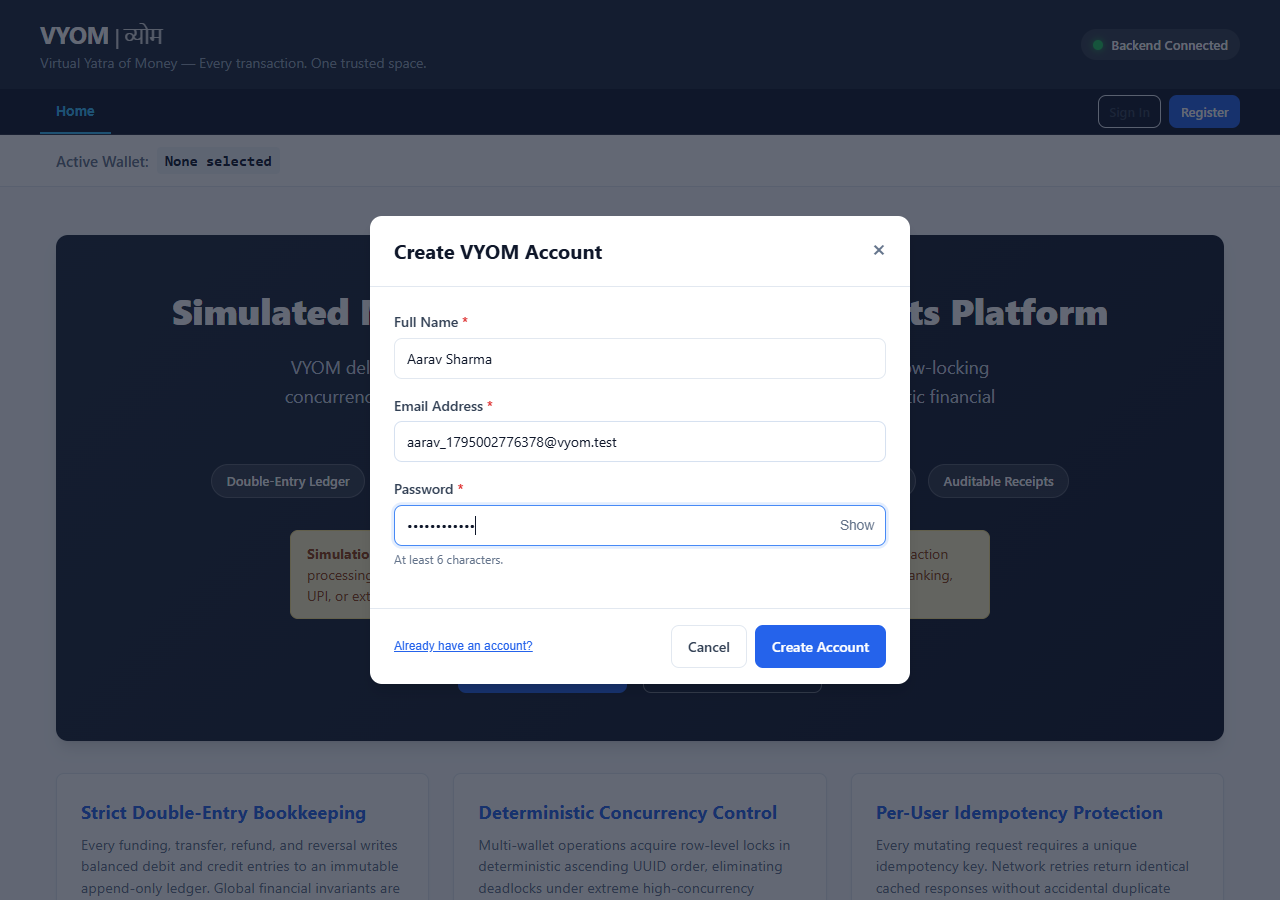 VYOM | व्योम
Virtual Yatra of Money — Every transaction. One trusted space.
Backend Connected
Home
Sign In
Register
Active Wallet: None selected
Create VYOM Account
×
Simulated
ts Platform
Full Name *
Aarav Sharma
VYOM del
ow-locking
concurrenc
tic financial
Email Address *
aarav_1795002776378@vyom.test
Double-Entry Ledger
Auditable Receipts
Password *
••••••••••••
Show
At least 6 characters.
Simulatio
action
processing
anking,
UPI, or ext
Already have an account?
Cancel
Create Account
Strict Double-Entry Bookkeeping
Every funding, transfer, refund, and reversal writes
balanced debit and credit entries to an immutable
append-only ledger. Global financial invariants are
Deterministic Concurrency Control
Multi-wallet operations acquire row-level locks in
deterministic ascending UUID order, eliminating
deadlocks under extreme high-concurrency
Per-User Idempotency Protection
Every mutating request requires a unique
idempotency key. Network retries return identical
cached responses without accidental duplicate